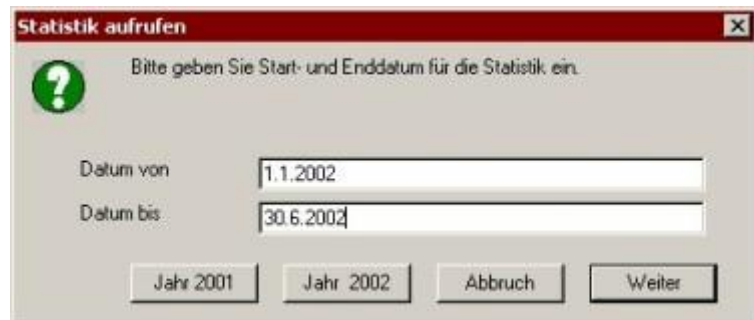 Statistik aufrufen
Bitte geben Sie Start- und Enddatum für die Statistik ein.
Datum von 1.1.2002
Datum bis 30.6.2002
Jahr 2001 Jahr 2002 Abbruch Weiter